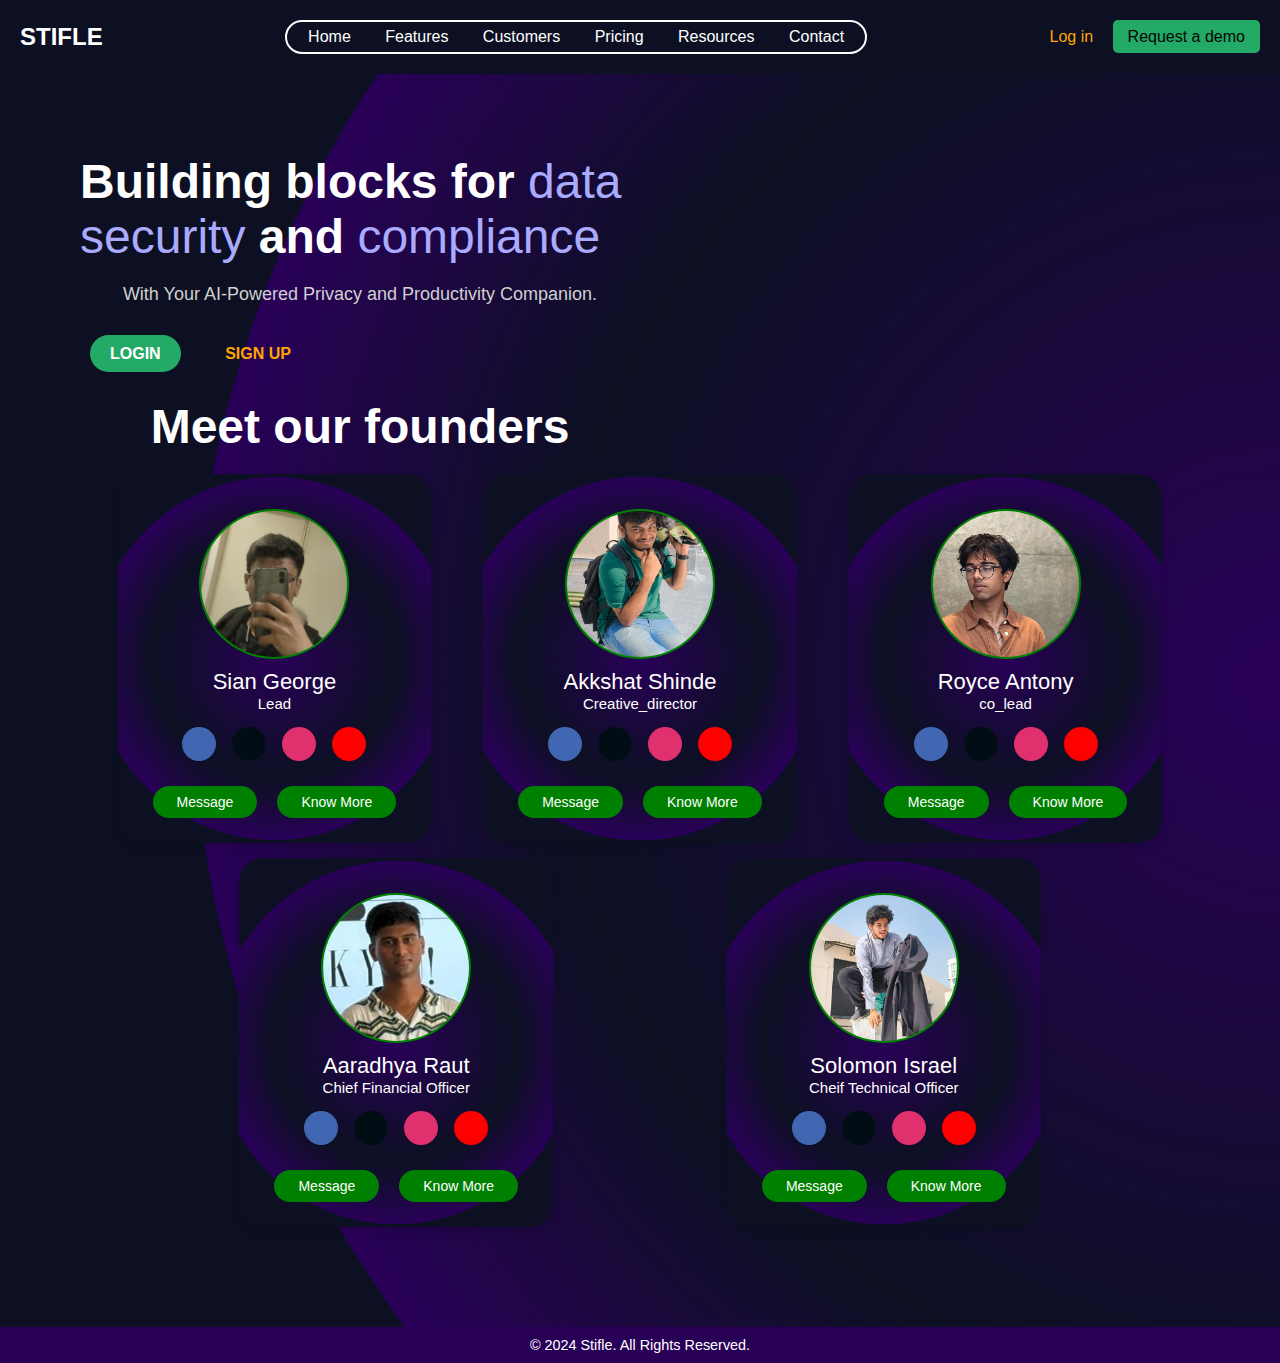 STIFLE
Home Features Customers Pricing Resources Contact
Log in Request a demo
Building blocks for data
security and compliance
With Your AI-Powered Privacy and Productivity Companion.
LOGIN SIGN UP
Meet our founders
Sian George
Lead
Message Know More
Akkshat Shinde
Creative_director
Message Know More
Royce Antony
co_lead
Message Know More
KY !
Aaradhya Raut
Chief Financial Officer
Message Know More
Solomon Israel
Cheif Technical Officer
Message Know More
© 2024 Stifle. All Rights Reserved.